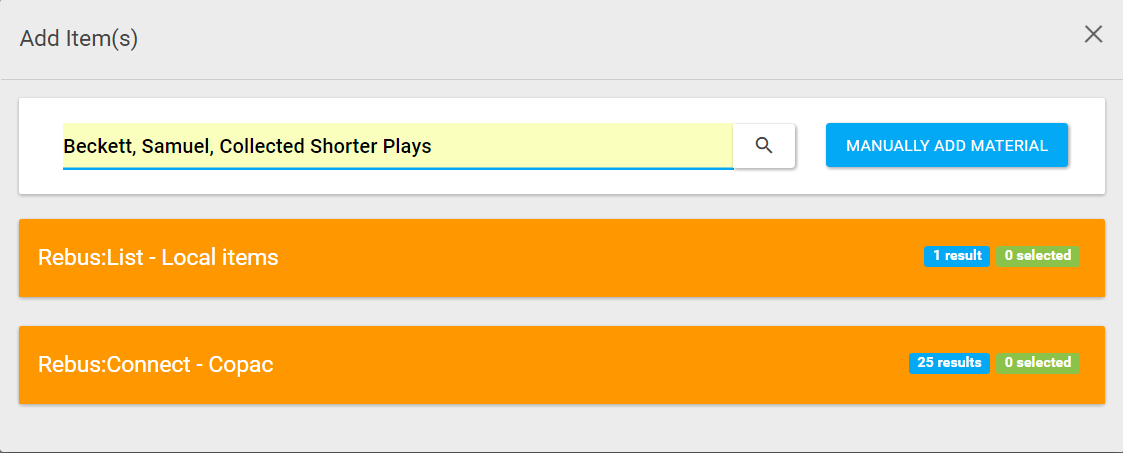 Add Item(s)
Beckett, Samuel, Collected Shorter Plays
MANUALLY ADD MATERIAL
Rebus:List - Local items
1 result
0 selected
Rebus:Connect - Copac
25 results
0 selected